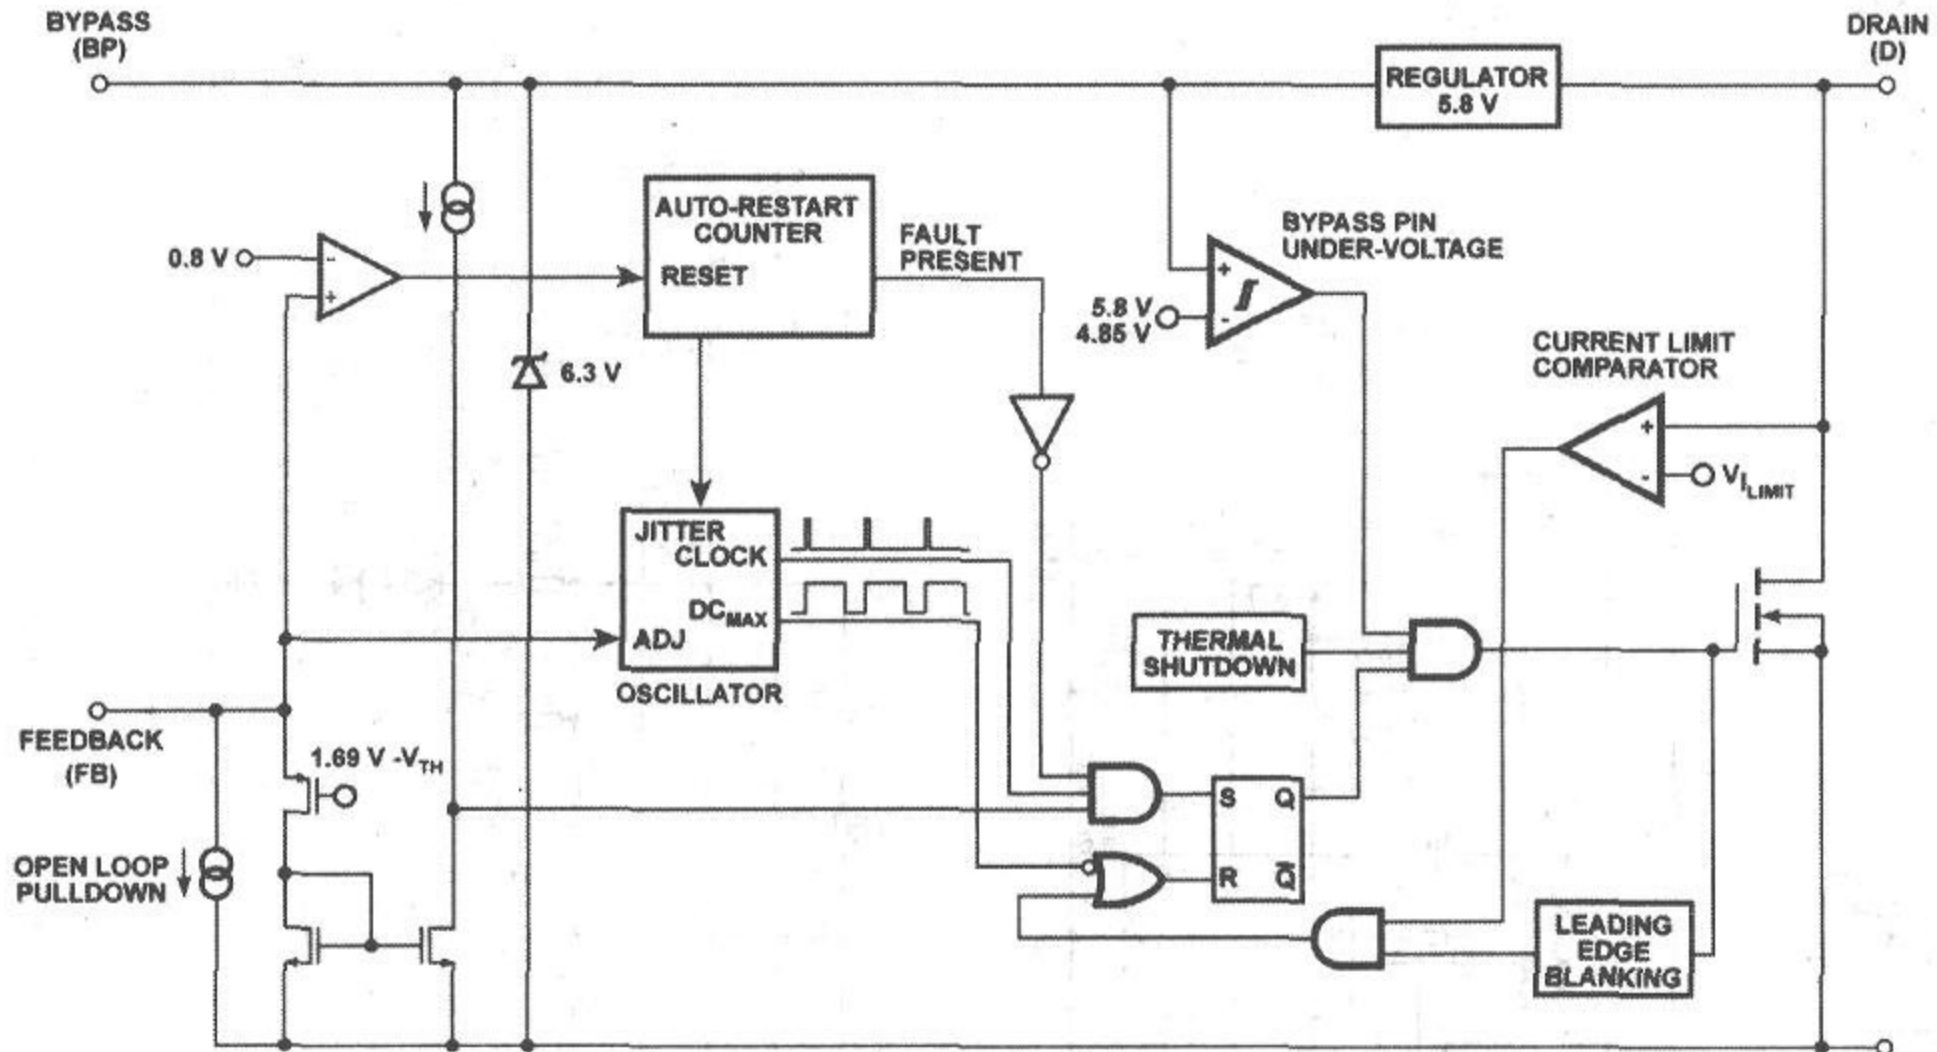 BYPASS
(BP)
DRAIN
(D)
REGULATOR
5.8 V
AUTO-RESTART
COUNTER
RESET
FAULT
PRESENT
BYPASS PIN
UNDER-VOLTAGE
0.8 V
-
+
+
-
5.8 V
4.85 V
CURRENT LIMIT
COMPARATOR
+
-
VILIMIT
6.3 V
JITTER
CLOCK
DCMAX
ADJ
OSCILLATOR
THERMAL
SHUTDOWN
FEEDBACK
(FB)
1.69 V -VTH
S Q
R Q̅
OPEN LOOP
PULLDOWN
LEADING
EDGE
BLANKING